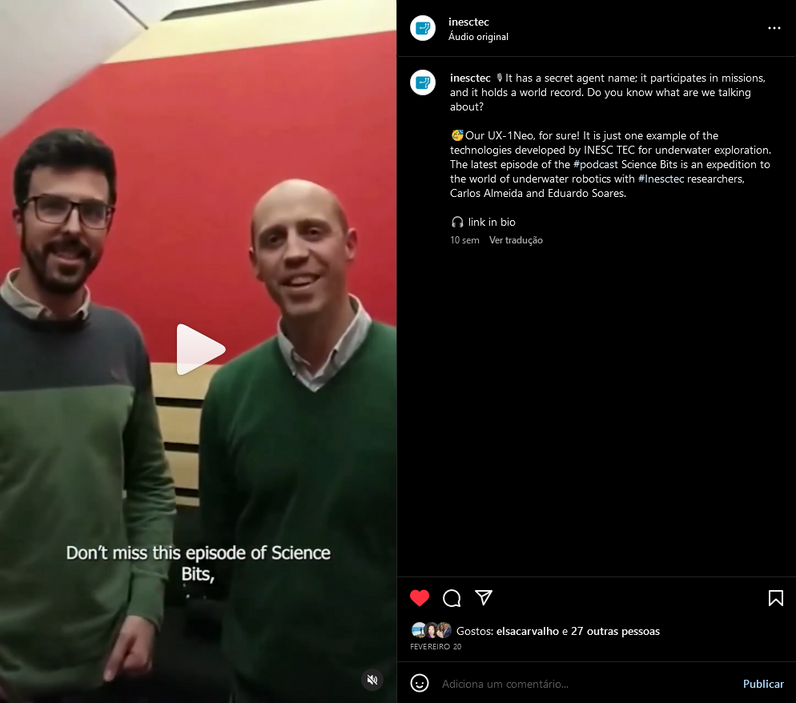 inesctec
Áudio original
inesctec 🎙It has a secret agent name; it participates in missions,
and it holds a world record. Do you know what are we talking
about?
😴Our UX-1Neo, for sure! It is just one example of the
technologies developed by INESC TEC for underwater exploration.
The latest episode of the #podcast Science Bits is an expedition to
the world of underwater robotics with #Inesctec researchers,
Carlos Almeida and Eduardo Soares.
🎧 link in bio
10 sem Ver tradução
Don't miss this episode of Science
Bits,
Gostos: elsacarvalho e 27 outras pessoas
FEVEREIRO 20
Adiciona um comentário... Publicar